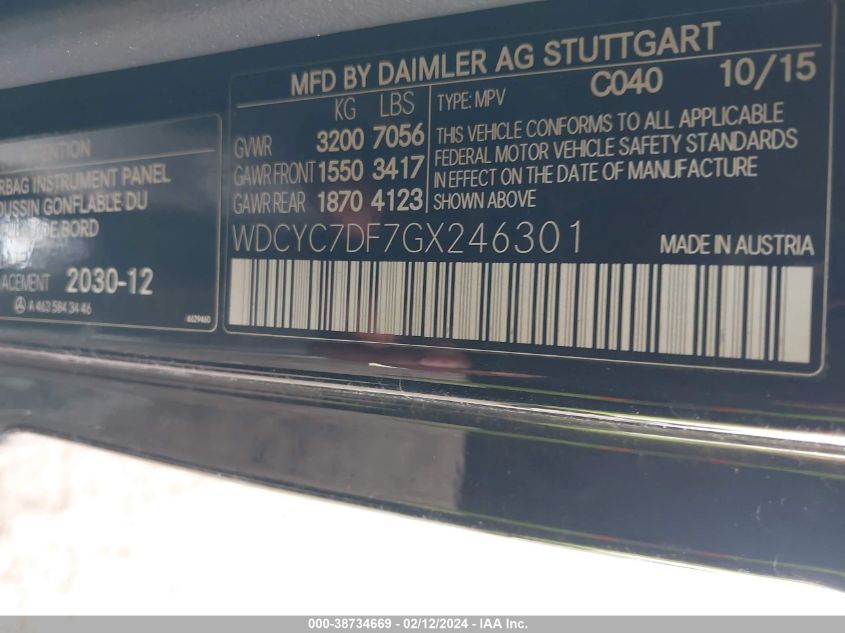 MFD BY DAIMLER AG STUTTGART
KG LBS
GVWR 3200 7056
GAWR FRONT 1550 3417
GAWR REAR 1870 4123
TYPE: MPV C040 10/15
THIS VEHICLE CONFORMS TO ALL APPLICABLE
FEDERAL MOTOR VEHICLE SAFETY STANDARDS
IN EFFECT ON THE DATE OF MANUFACTURE
SHOWN ABOVE
WDCYC7DF7GX246301 MADE IN AUSTRIA
INSTRUMENT PANEL
GONFLABLE DU
DE BORD
2030-12
A 463 584 34 46
4629460
000-38734669 - 02/12/2024 - IAA Inc.